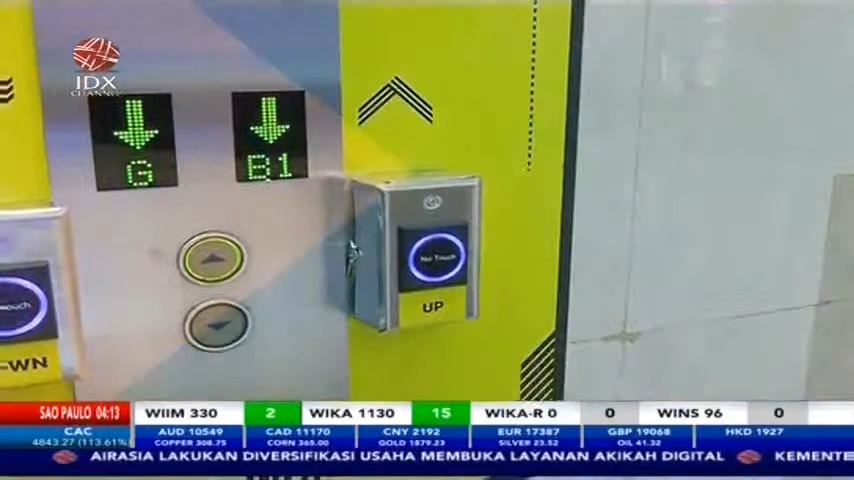 IDX
CHANNEL
G
B1
No Touch
UP
Touch
-WN
SAO PAULO 04:13
WIIM 330 2 WIKA 1130 15 WIKA-R 0 0 WINS 96 0
CAC
4843.27 (113.61%)
AUD 10549 CAD 11170 CNY 2192 EUR 17387 GBP 19068 HKD 1927
COPPER 308.75 CORN 365.00 GOLD 1879.23 SILVER 23.52 OIL 41.32
AIRASIA LAKUKAN DIVERSIFIKASI USAHA MEMBUKA LAYANAN AKIKAH DIGITAL KEMENTE